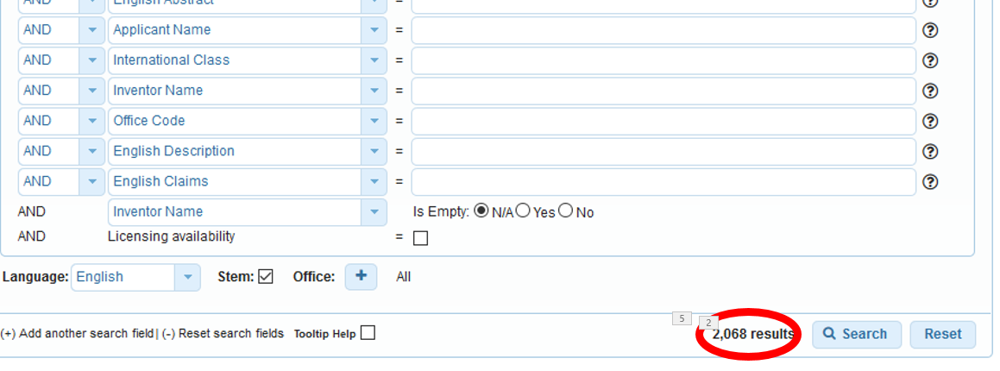 AND English Abstract =
AND Applicant Name =
AND International Class =
AND Inventor Name =
AND Office Code =
AND English Description =
AND English Claims =
AND Inventor Name Is Empty: N/A Yes No
AND Licensing availability =
Language: English Stem: Office: + All
5
2
(+) Add another search field | (-) Reset search fields Tooltip Help 2,068 results Search Reset